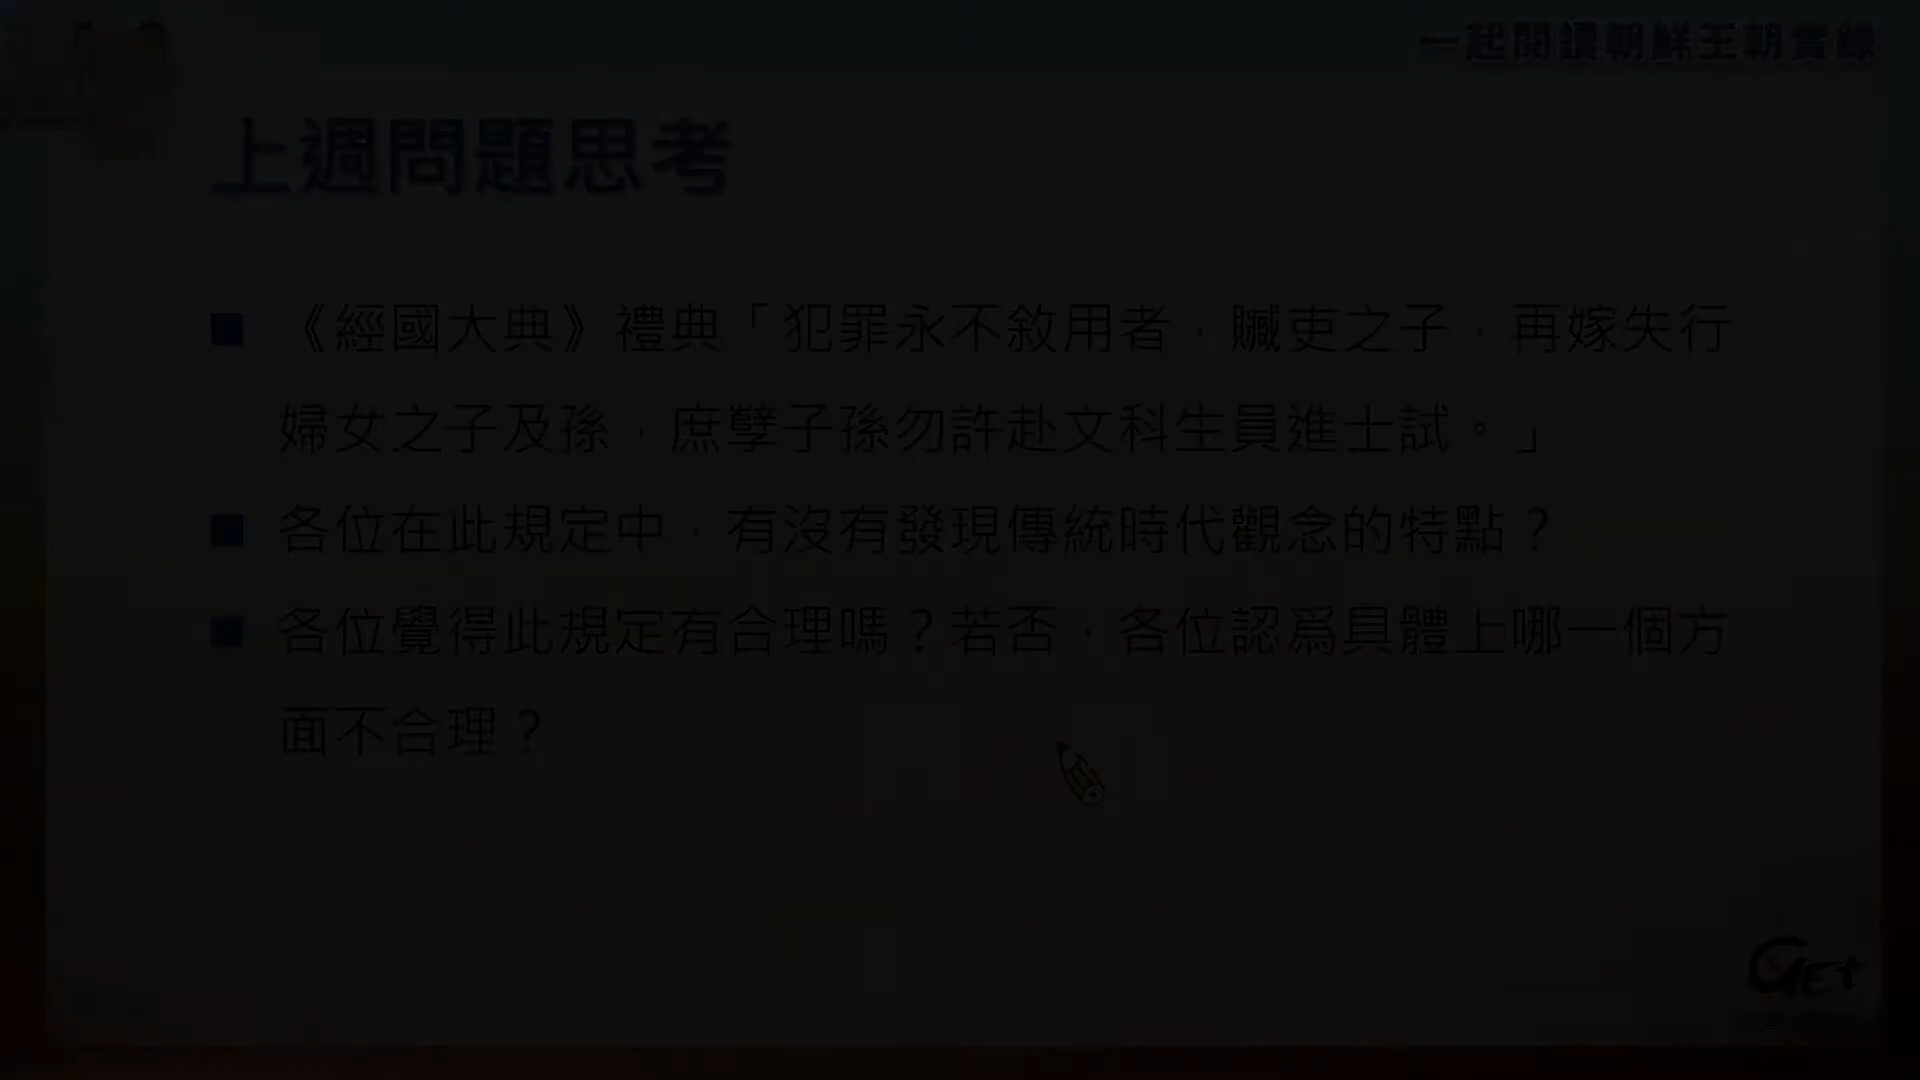 一起閱讀朝鮮王朝實錄
上週問題思考
■ 《經國大典》禮典「犯罪永不敘用者，贓吏之子，再嫁失行
婦女之子及孫，庶孽子孫勿許赴文科生員進士試。」
■ 各位在此規定中，有沒有發現傳統時代觀念的特點？
■ 各位覺得此規定有合理嗎？若否，各位認爲具體上哪一個方
面不合理？